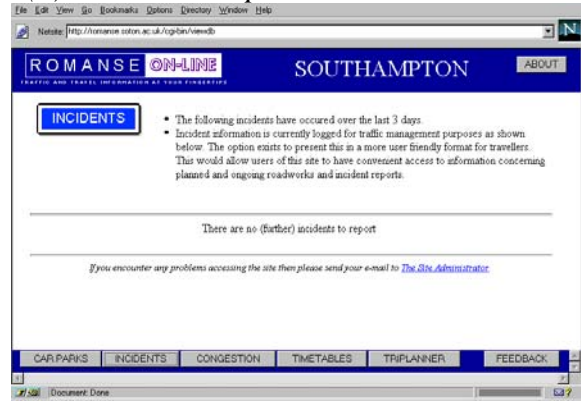 File Edit View Go Bookmarks Options Directory Window Help
Netsite: http://romanse.soton.ac.uk/cgi-bin/viewdb
N
ROMANSE ON-LINE
TRAFFIC AND TRAVEL INFORMATION AT YOUR FINGERTIPS
SOUTHAMPTON
ABOUT
INCIDENTS
• The following incidents have occured over the last 3 days.
• Incident information is currently logged for traffic management purposes as shown
below. The option exists to present this in a more user friendly format for travellers.
This would allow users of this site to have convenient access to information concerning
planned and ongoing roadworks and incident reports.
There are no (further) incidents to report
If you encounter any problems accessing the site then please send your e-mail to The Site Administrator.
CAR PARKS INCIDENTS CONGESTION TIMETABLES TRIPLANNER FEEDBACK
Document: Done